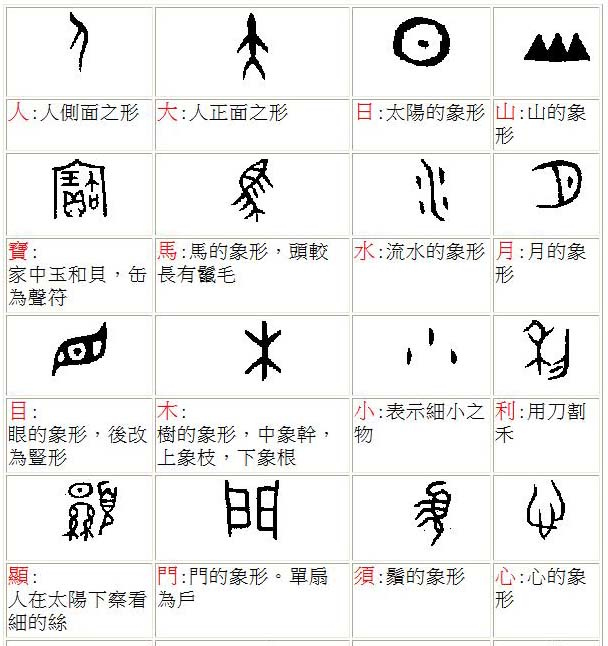 人:人側面之形
大:人正面之形
日:太陽的象形
山:山的象
形
寶:
家中玉和貝，缶
為聲符
馬:馬的象形，頭較
長有鬣毛
水:流水的象形
月:月的象
形
目:
眼的象形，後改
為豎形
木:
樹的象形，中象幹，
上象枝，下象根
小:表示細小之
物
利:用刀割
禾
顯:
人在太陽下察看
細的絲
門:門的象形。單扇
為戶
須:鬚的象形
心:心的象
形